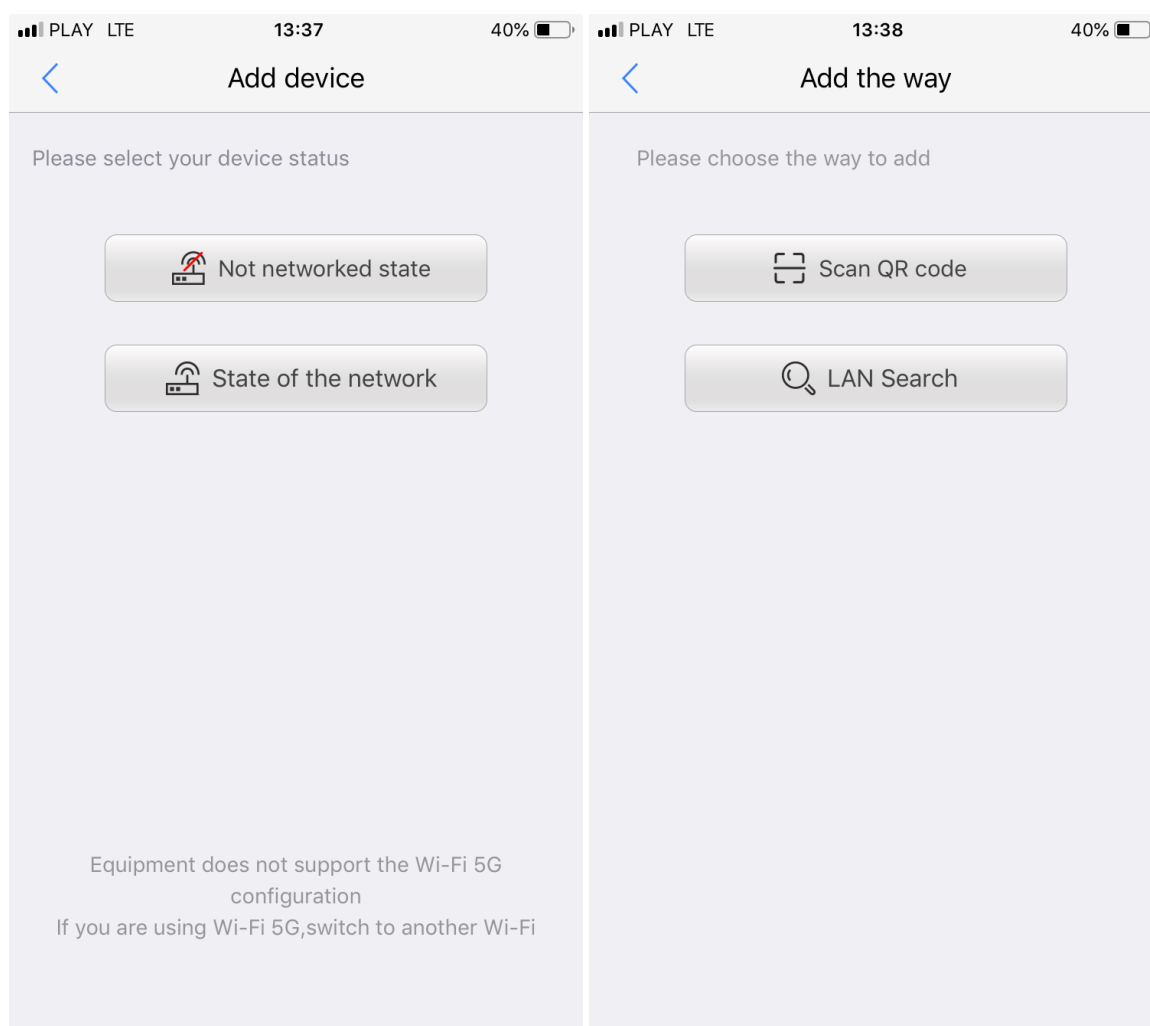 PLAY LTE 13:37 40%
Add device
Please select your device status
Not networked state
State of the network
Equipment does not support the Wi-Fi 5G
configuration
If you are using Wi-Fi 5G,switch to another Wi-Fi
PLAY LTE 13:38 40%
Add the way
Please choose the way to add
Scan QR code
LAN Search